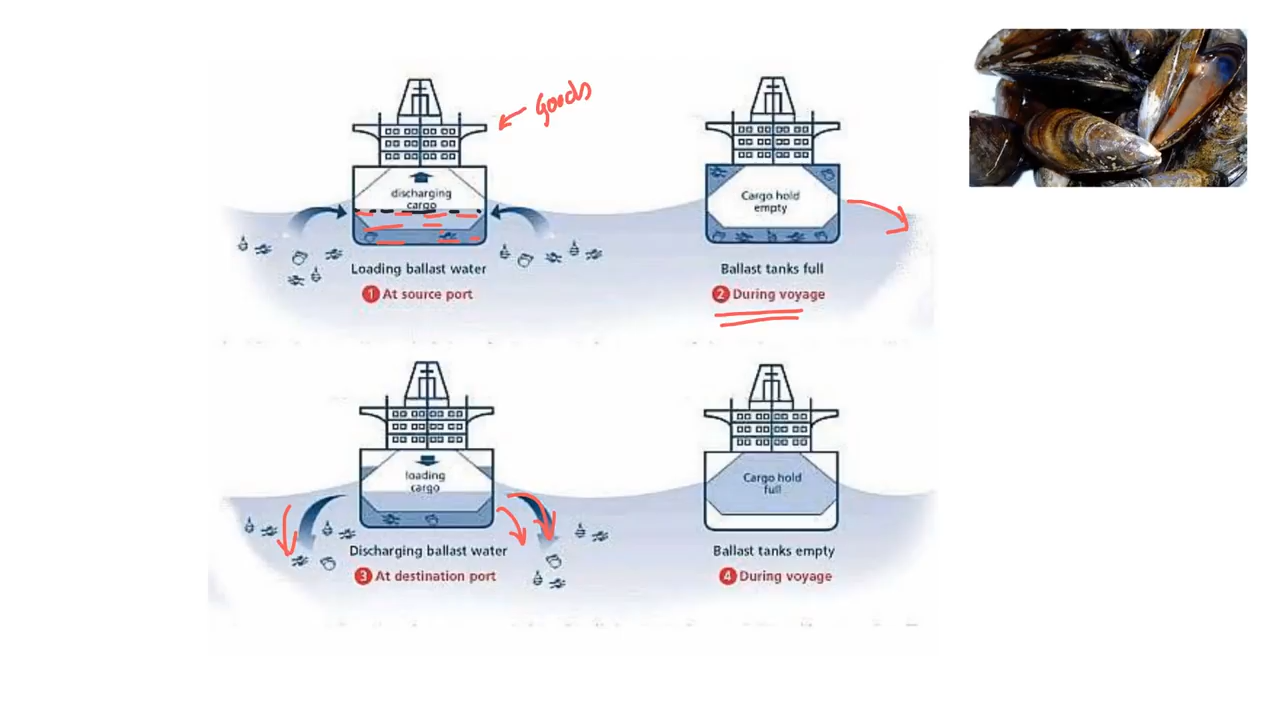 Goods
discharging
cargo
Loading ballast water
1 At source port
Cargo hold
empty
Ballast tanks full
2 During voyage
loading
cargo
Discharging ballast water
3 At destination port
Cargo hold
full
Ballast tanks empty
4 During voyage